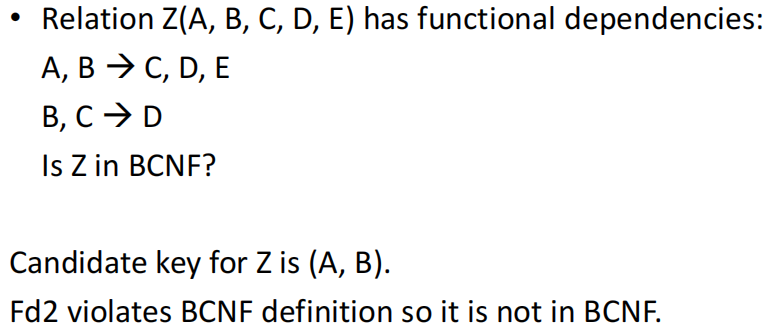 • Relation Z(A, B, C, D, E) has functional dependencies:
A, B → C, D, E
B, C → D
Is Z in BCNF?
Candidate key for Z is (A, B).
Fd2 violates BCNF definition so it is not in BCNF.